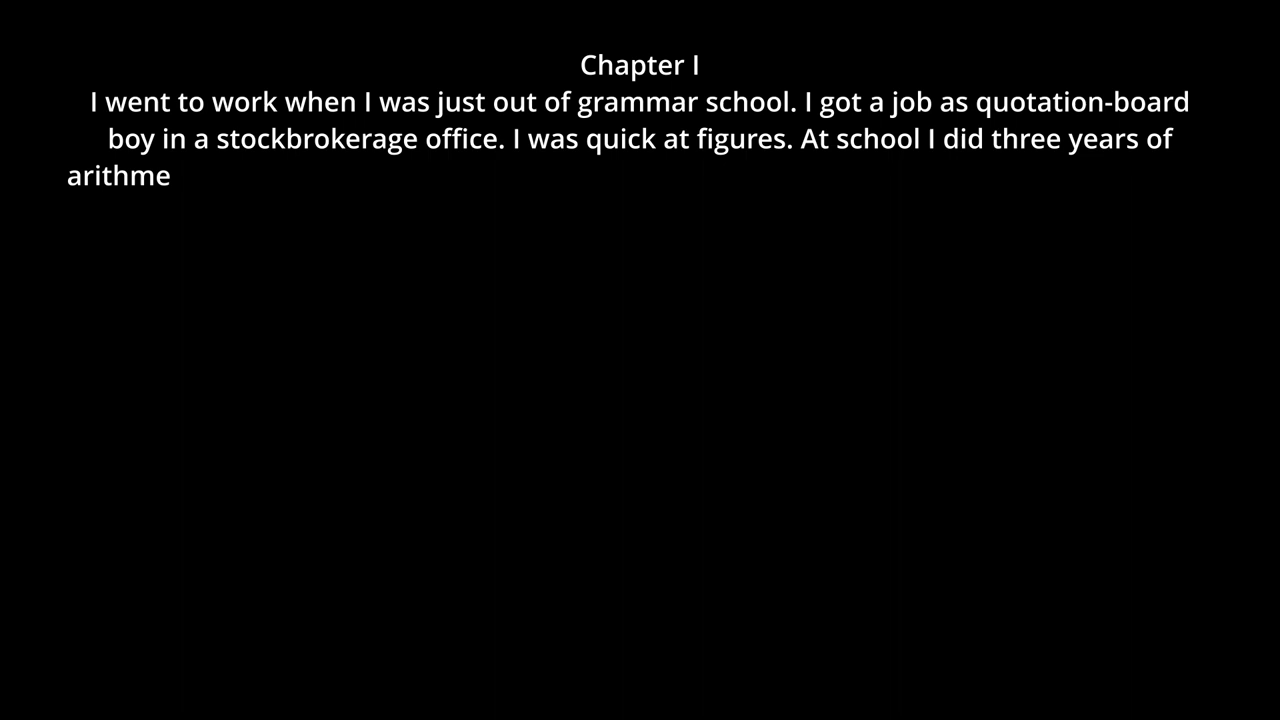 Chapter I
I went to work when I was just out of grammar school. I got a job as quotation-board
boy in a stockbrokerage office. I was quick at figures. At school I did three years of
arithme